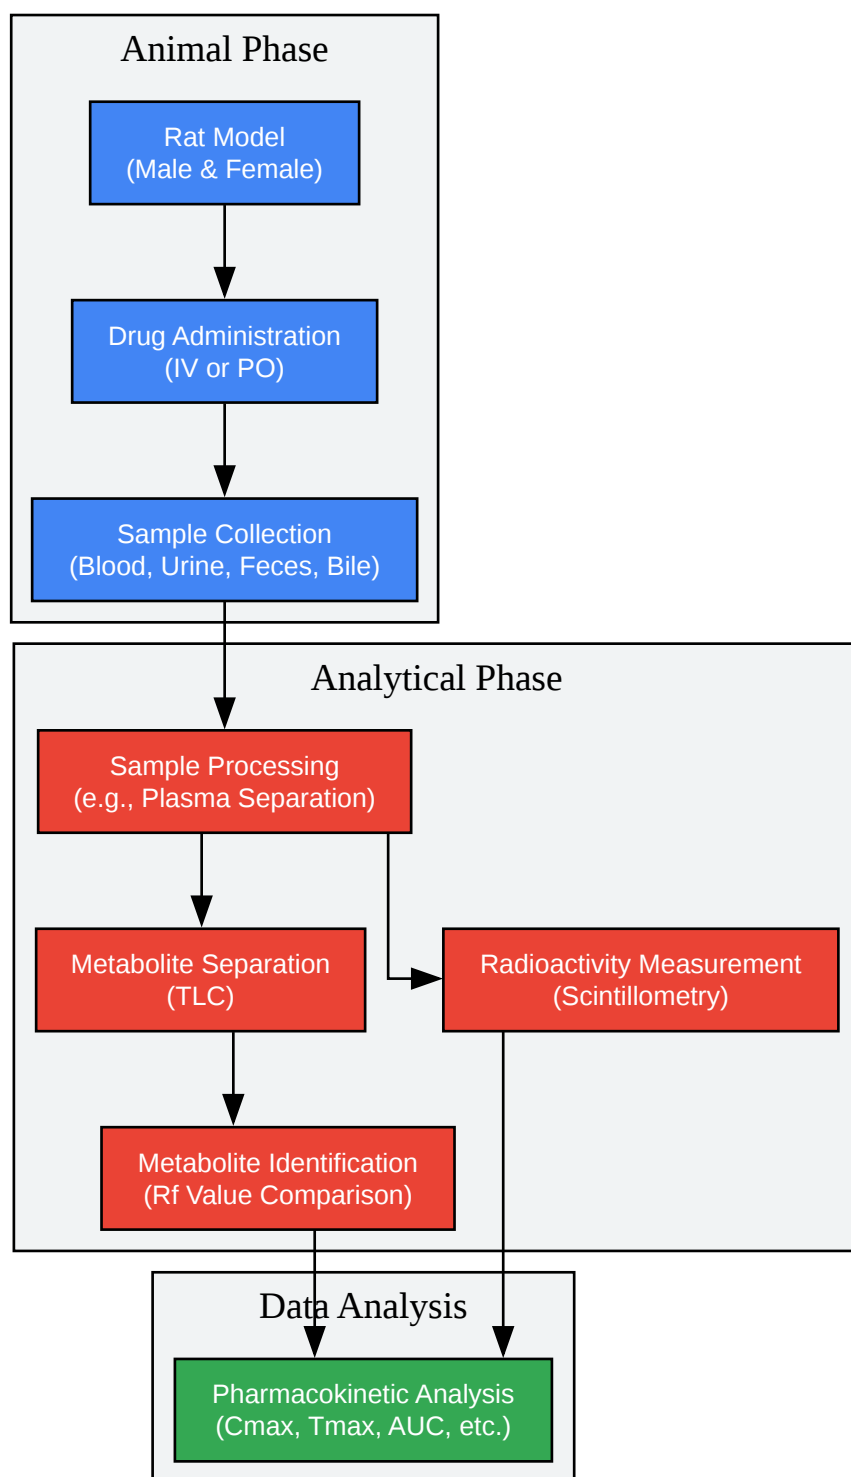 Animal Phase
Rat Model
(Male & Female)
Drug Administration
(IV or PO)
Sample Collection
(Blood, Urine, Feces, Bile)
Analytical Phase
Sample Processing
(e.g., Plasma Separation)
Metabolite Separation
(TLC)
Radioactivity Measurement
(Scintillometry)
Metabolite Identification
(Rf Value Comparison)
Data Analysis
Pharmacokinetic Analysis
(Cmax, Tmax, AUC, etc.)